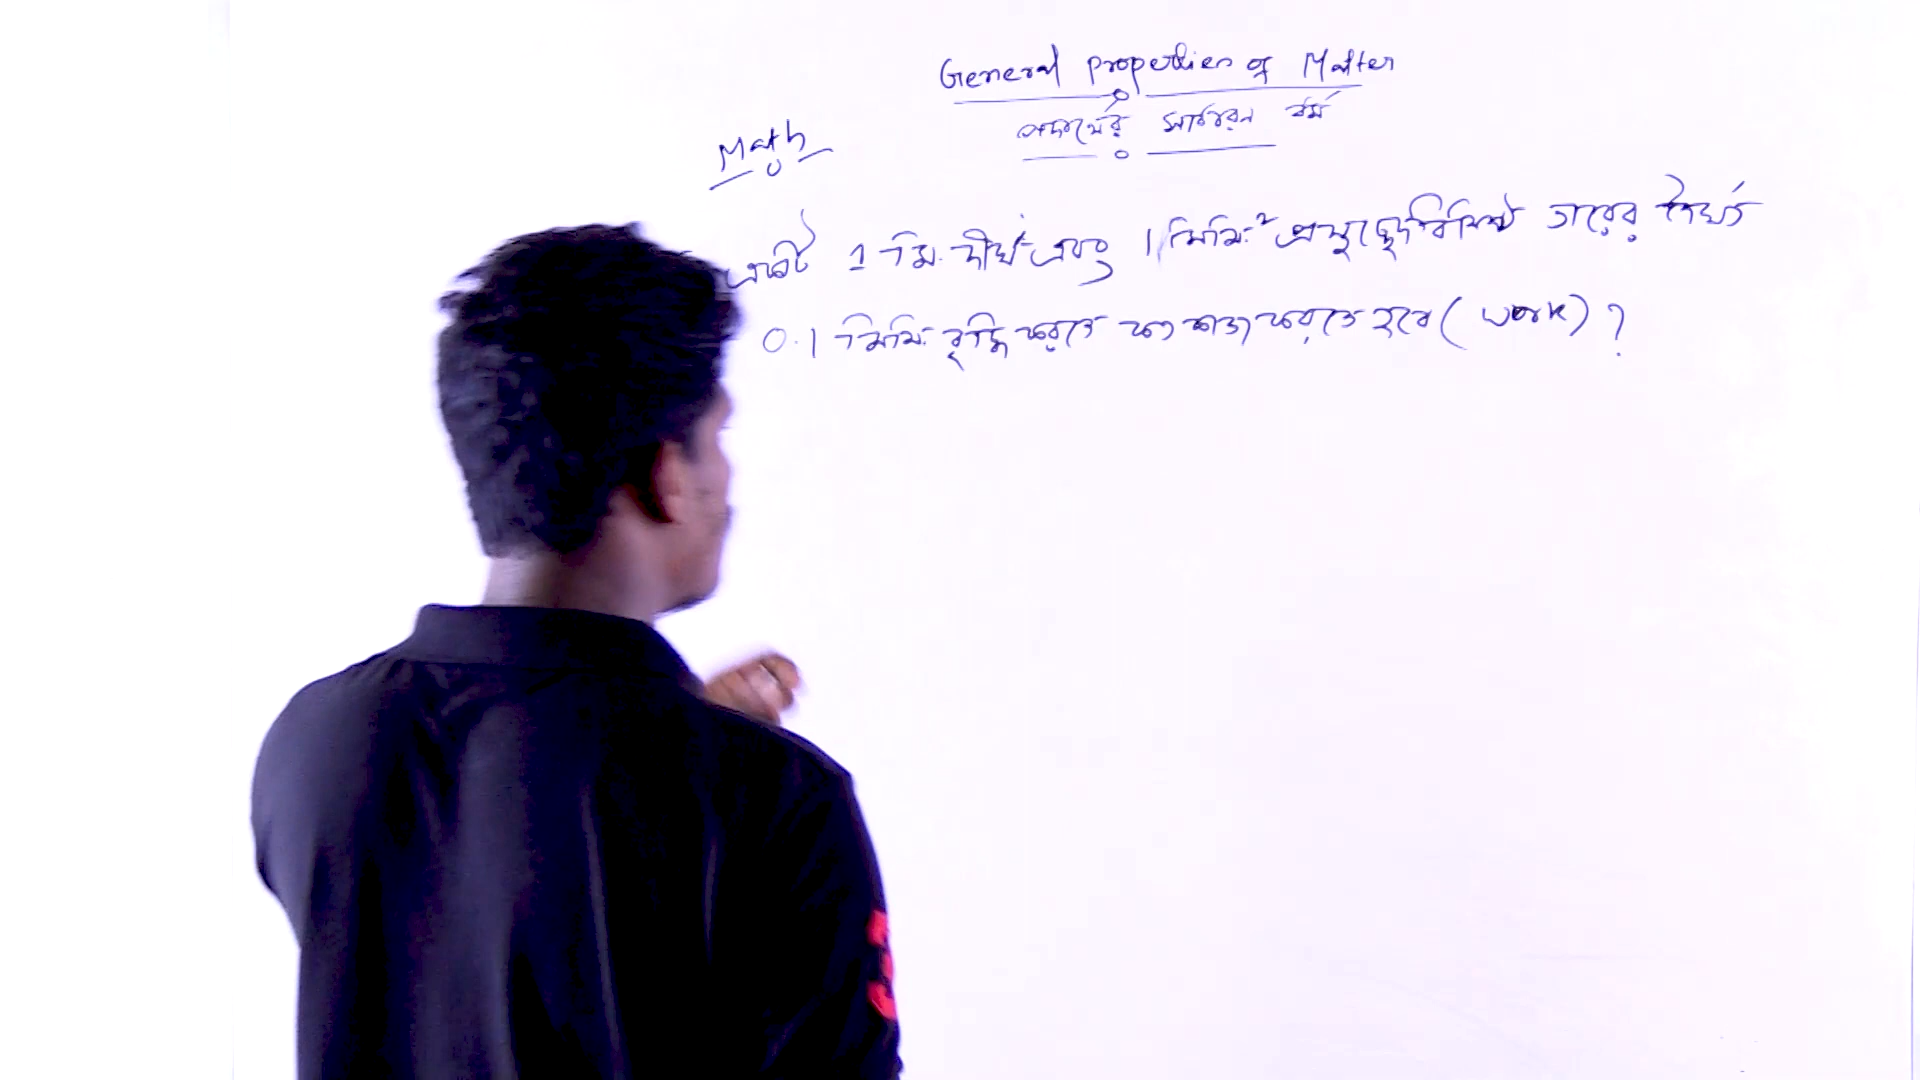 General Properties of Matter
পদার্থের সাধারন ধর্ম
Math
একটি 1 মি. দীর্ঘ এবং 1 মিমি.² প্রস্থচ্ছেদবিশিষ্ট তারের দৈর্ঘ্য
0.1 মিমি. বৃদ্ধি করতে কত কাজ করতে হবে ( work ) ?